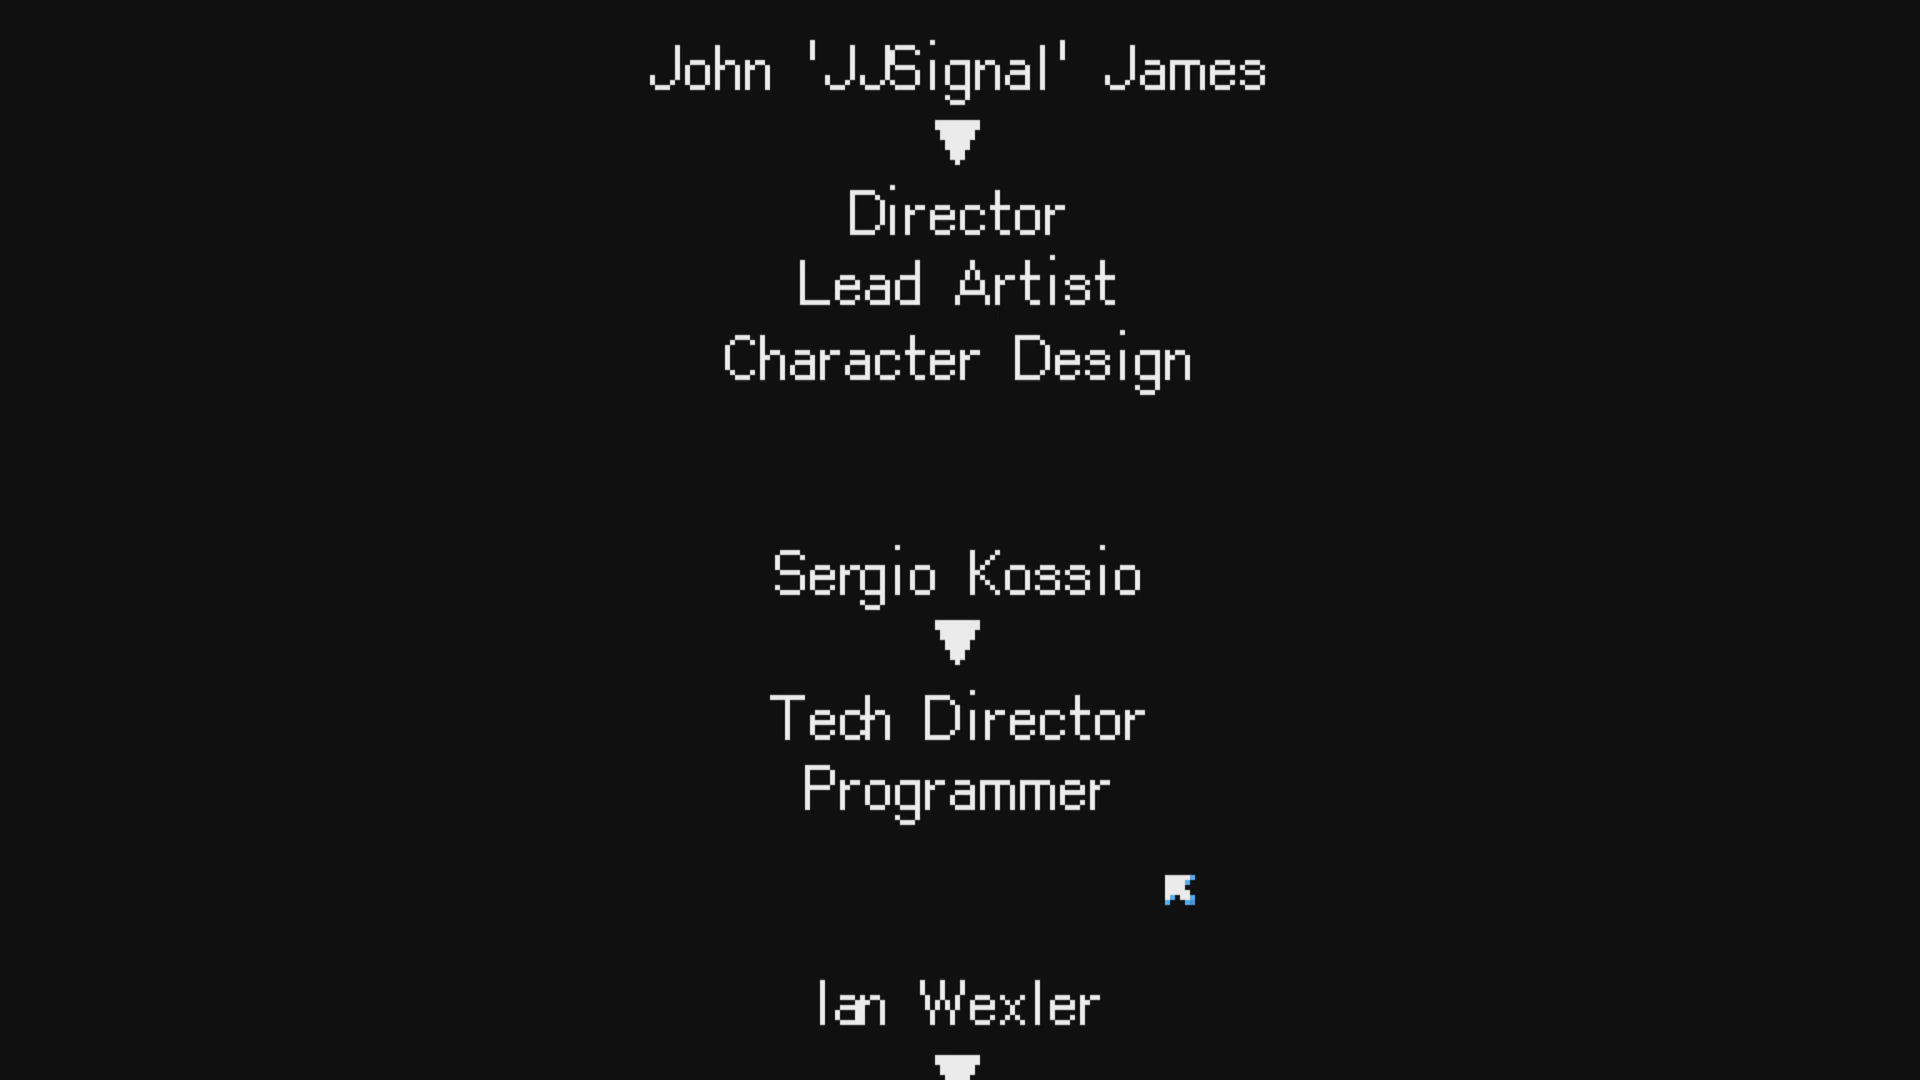 John 'JJSignal' James
▼
Director
Lead Artist
Character Design
Sergio Kossio
▼
Tech Director
Programmer
Ian Wexler
▼